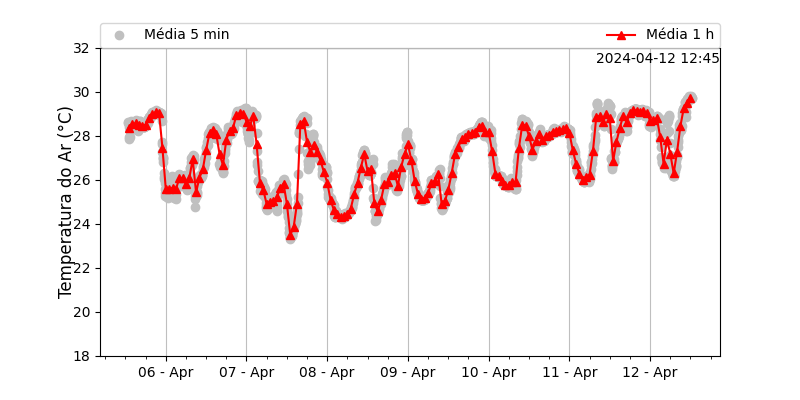 Média 5 min
Média 1 h
2024-04-12 12:45
Temperatura do Ar (°C)
32
30
28
26
24
22
20
18
06 - Apr
07 - Apr
08 - Apr
09 - Apr
10 - Apr
11 - Apr
12 - Apr